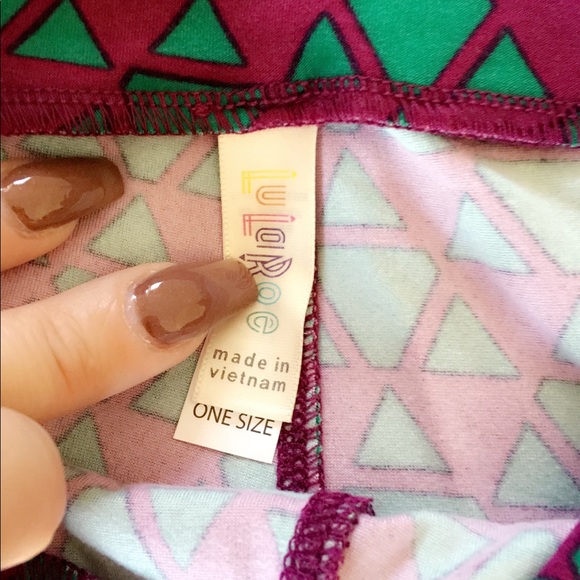 LuLaRoe
made in
vietnam
ONE SIZE